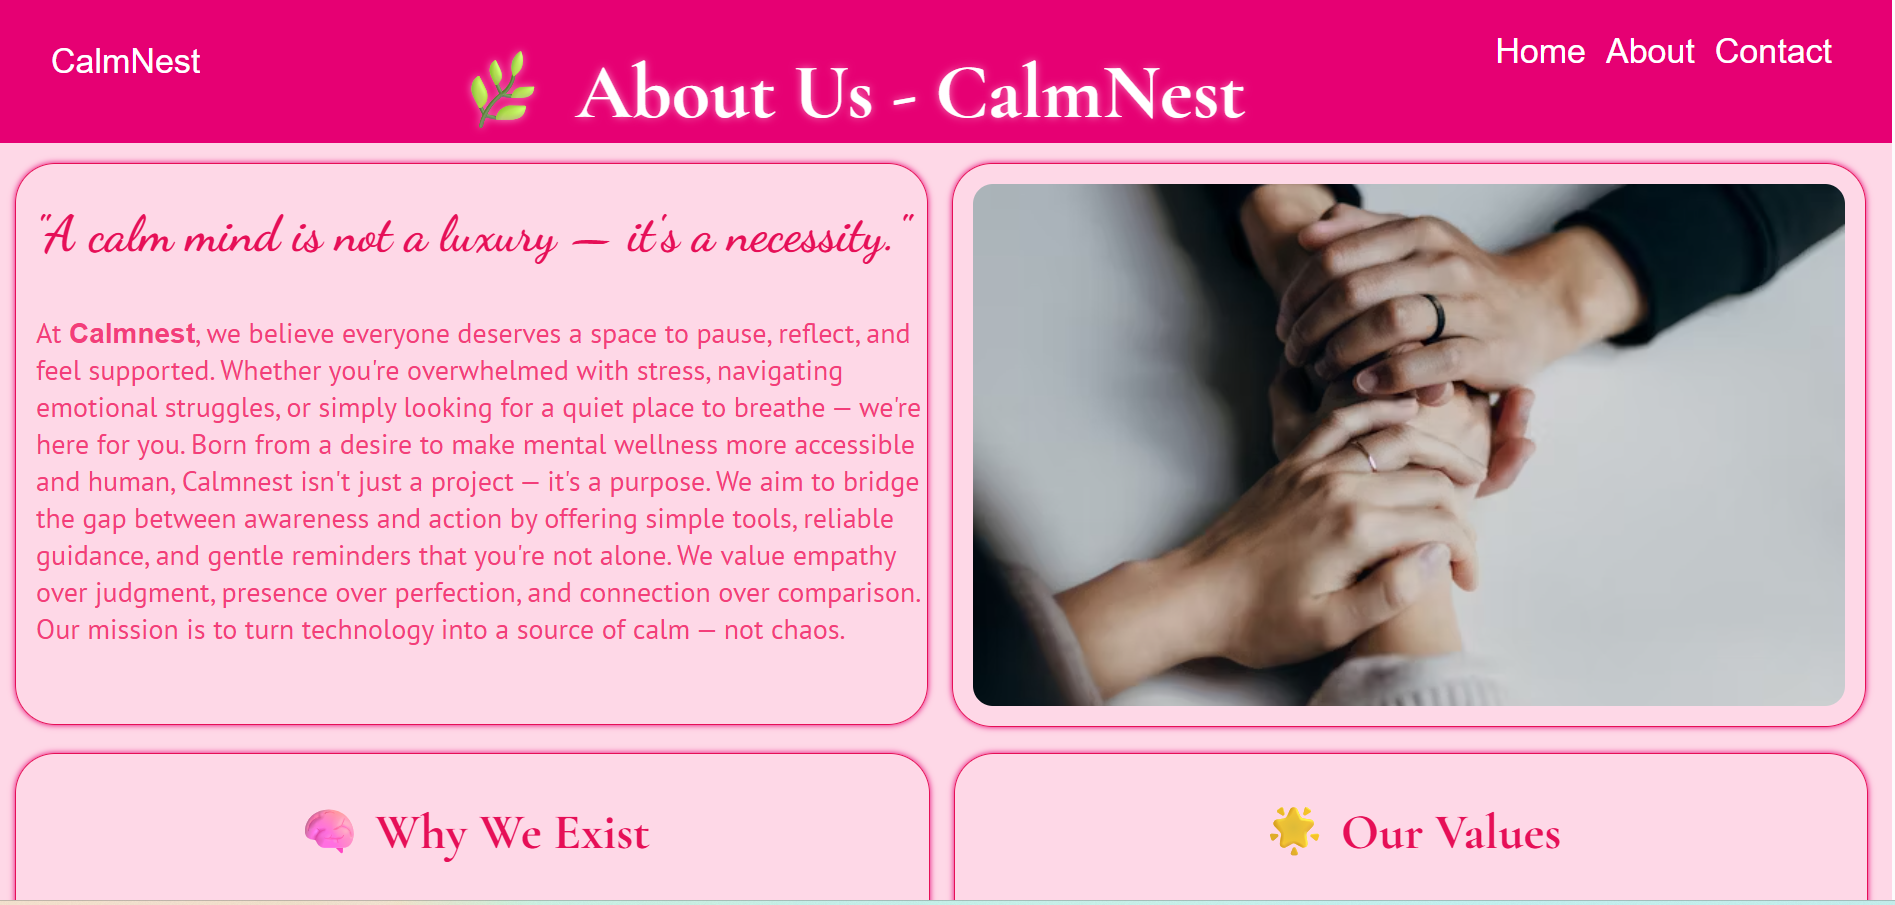 CalmNest
🌿 About Us - CalmNest
Home About Contact
"A calm mind is not a luxury — it's a necessity."
At Calmnest, we believe everyone deserves a space to pause, reflect, and
feel supported. Whether you're overwhelmed with stress, navigating
emotional struggles, or simply looking for a quiet place to breathe — we're
here for you. Born from a desire to make mental wellness more accessible
and human, Calmnest isn't just a project — it's a purpose. We aim to bridge
the gap between awareness and action by offering simple tools, reliable
guidance, and gentle reminders that you're not alone. We value empathy
over judgment, presence over perfection, and connection over comparison.
Our mission is to turn technology into a source of calm — not chaos.
🧠 Why We Exist
🌟 Our Values